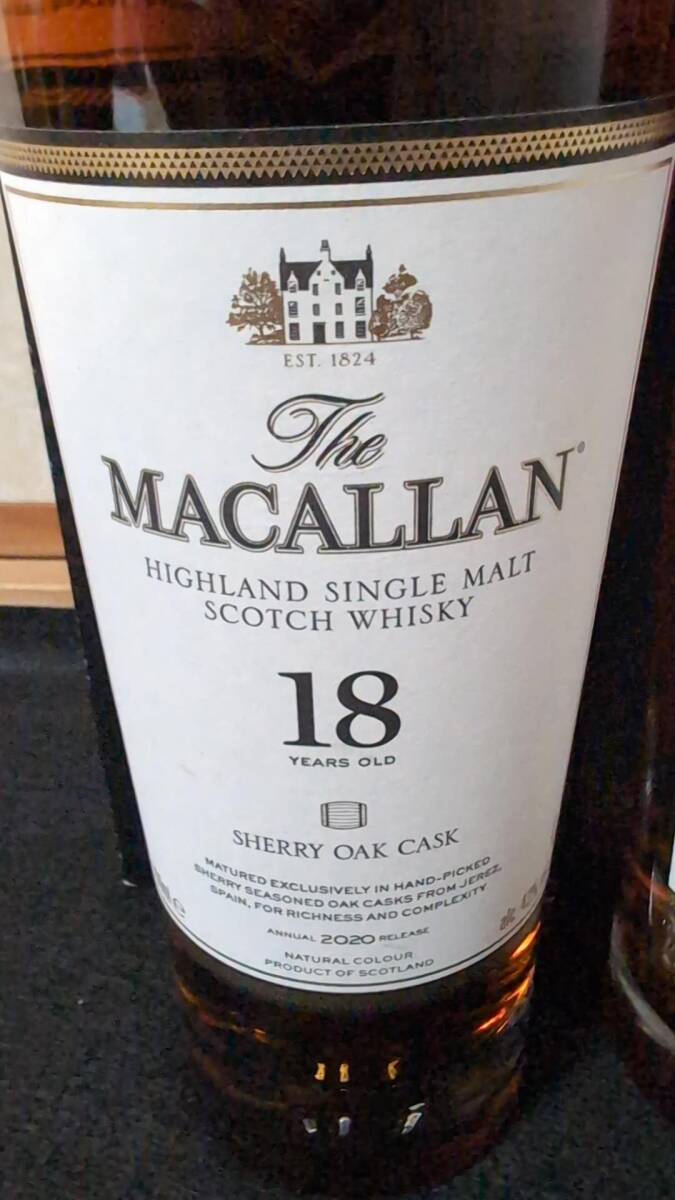 EST. 1824
The
MACALLAN®
HIGHLAND SINGLE MALT
SCOTCH WHISKY
18
YEARS OLD
SHERRY OAK CASK
MATURED EXCLUSIVELY IN HAND-PICKED
SHERRY SEASONED OAK CASKS FROM JEREZ,
SPAIN, FOR RICHNESS AND COMPLEXITY
ANNUAL 2020 RELEASE
NATURAL COLOUR
PRODUCT OF SCOTLAND